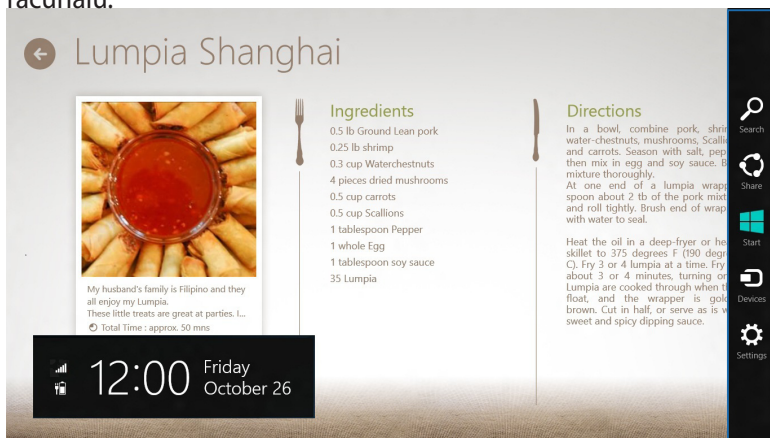 Lumpia Shanghai
My husband's family is Filipino and they
all enjoy my Lumpia.
These little treats are great at parties. I...
Total Time : approx. 50 mns
Ingredients
0.5 lb Ground Lean pork
0.25 lb shrimp
0.3 cup Waterchestnuts
4 pieces dried mushrooms
0.5 cup carrots
0.5 cup Scallions
1 tablespoon Pepper
1 whole Egg
1 tablespoon soy sauce
35 Lumpia
Directions
In a bowl, combine pork,
water-chestnuts, mushrooms,
and carrots. Season with salt,
then mix in egg and soy sauce.
mixture thoroughly.
At one end of a lumpia
spoon about 2 tb of the pork
and roll tightly. Brush end of
with water to seal.
Heat the oil in a deep-fryer or
skillet to 375 degrees F (190
C). Fry 3 or 4 lumpia at a time. Fry
about 3 or 4 minutes, turning
Lumpia are cooked through when
float, and the wrapper is
brown. Cut in half, or serve as is
sweet and spicy dipping sauce.
Search
Share
Start
Devices
Settings
12:00
Friday
October 26